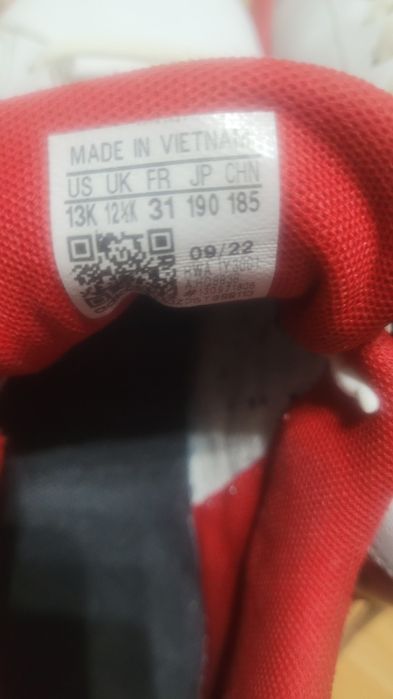 MADE IN VIETNAM
US UK FR JP CHN
13K 12½K 31 190 185
09/22